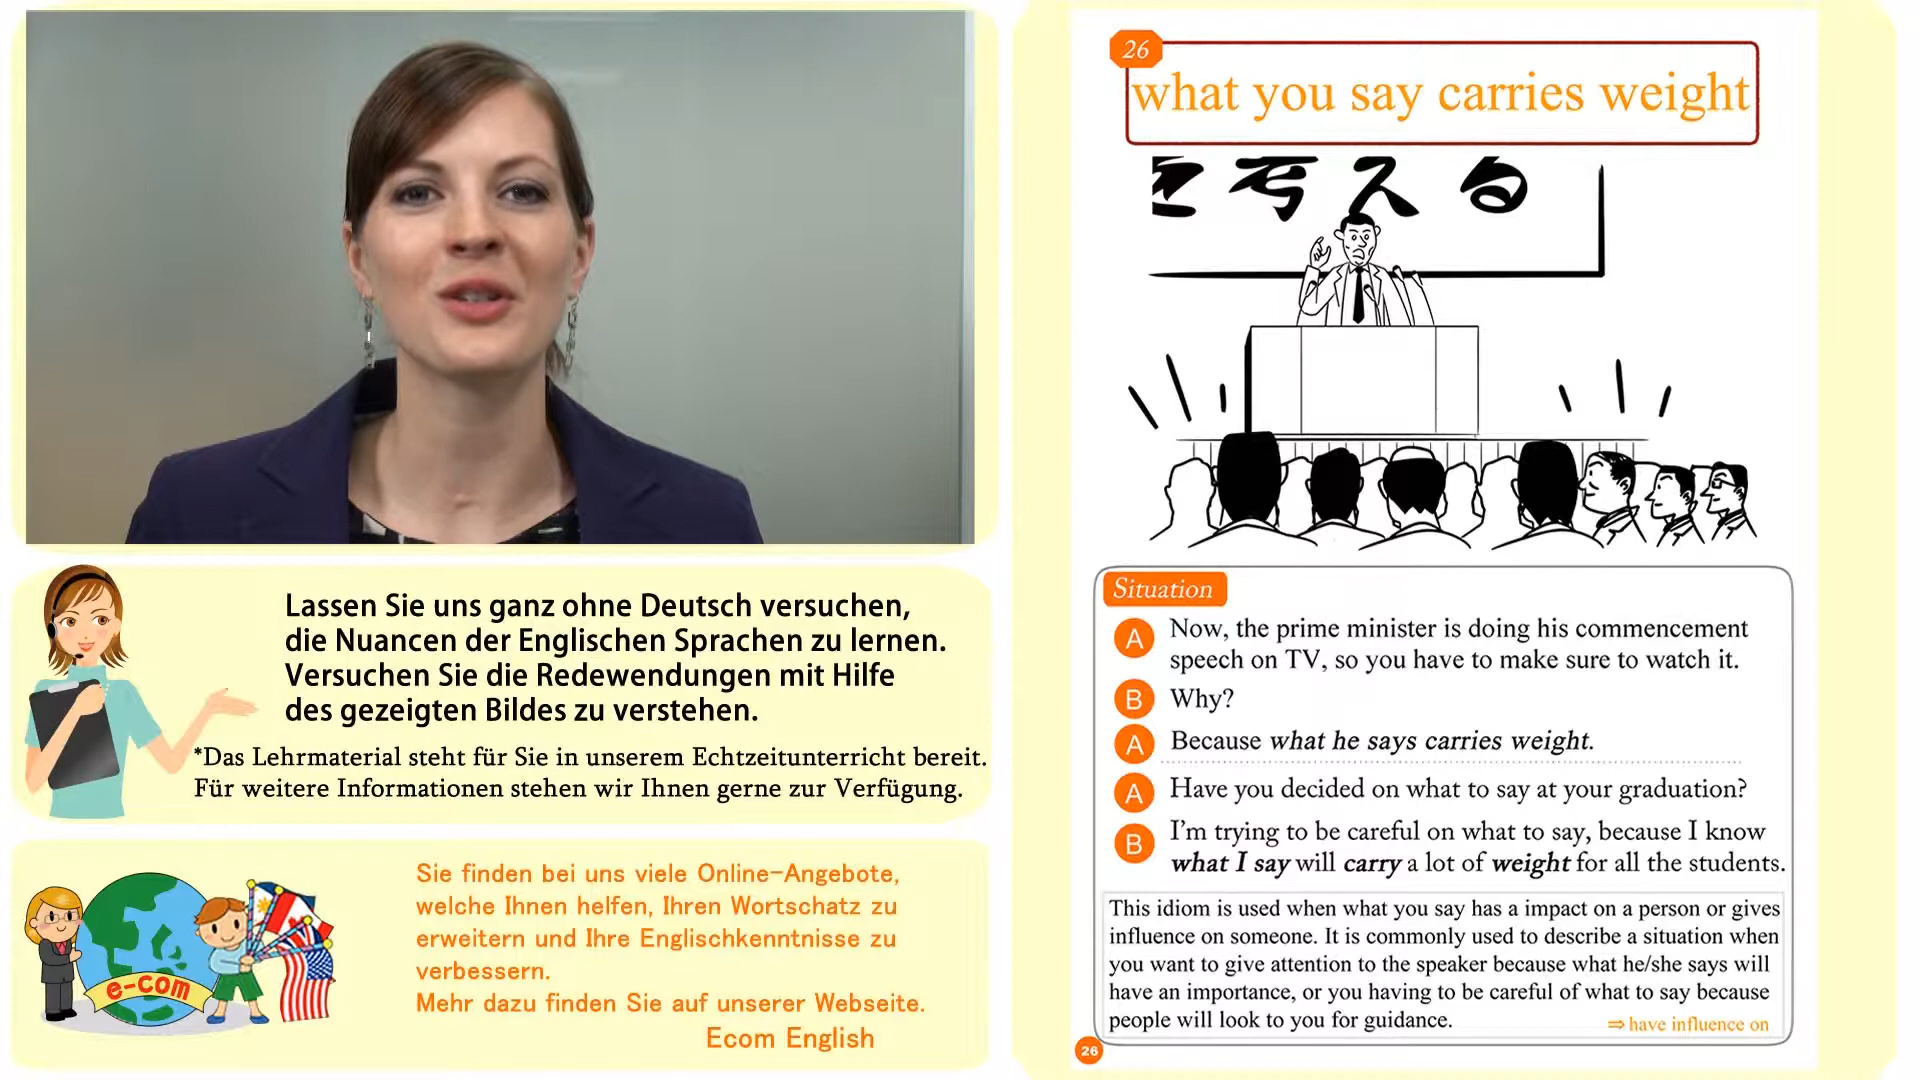 Lassen Sie uns ganz ohne Deutsch versuchen,
die Nuancen der Englischen Sprachen zu lernen.
Versuchen Sie die Redewendungen mit Hilfe
des gezeigten Bildes zu verstehen.
*Das Lehrmaterial steht für Sie in unserem Echtzeitunterricht bereit.
Für weitere Informationen stehen wir Ihnen gerne zur Verfügung.
e-com
Sie finden bei uns viele Online-Angebote,
welche Ihnen helfen, Ihren Wortschatz zu
erweitern und Ihre Englischkenntnisse zu
verbessern.
Mehr dazu finden Sie auf unserer Webseite.
Ecom English
26
what you say carries weight
を考える
Situation
A Now, the prime minister is doing his commencement
speech on TV, so you have to make sure to watch it.
B Why?
A Because what he says carries weight.
A Have you decided on what to say at your graduation?
B I'm trying to be careful on what to say, because I know
what I say will carry a lot of weight for all the students.
This idiom is used when what you say has a impact on a person or gives
influence on someone. It is commonly used to describe a situation when
you want to give attention to the speaker because what he/she says will
have an importance, or you having to be careful of what to say because
people will look to you for guidance.
⇒ have influence on
26